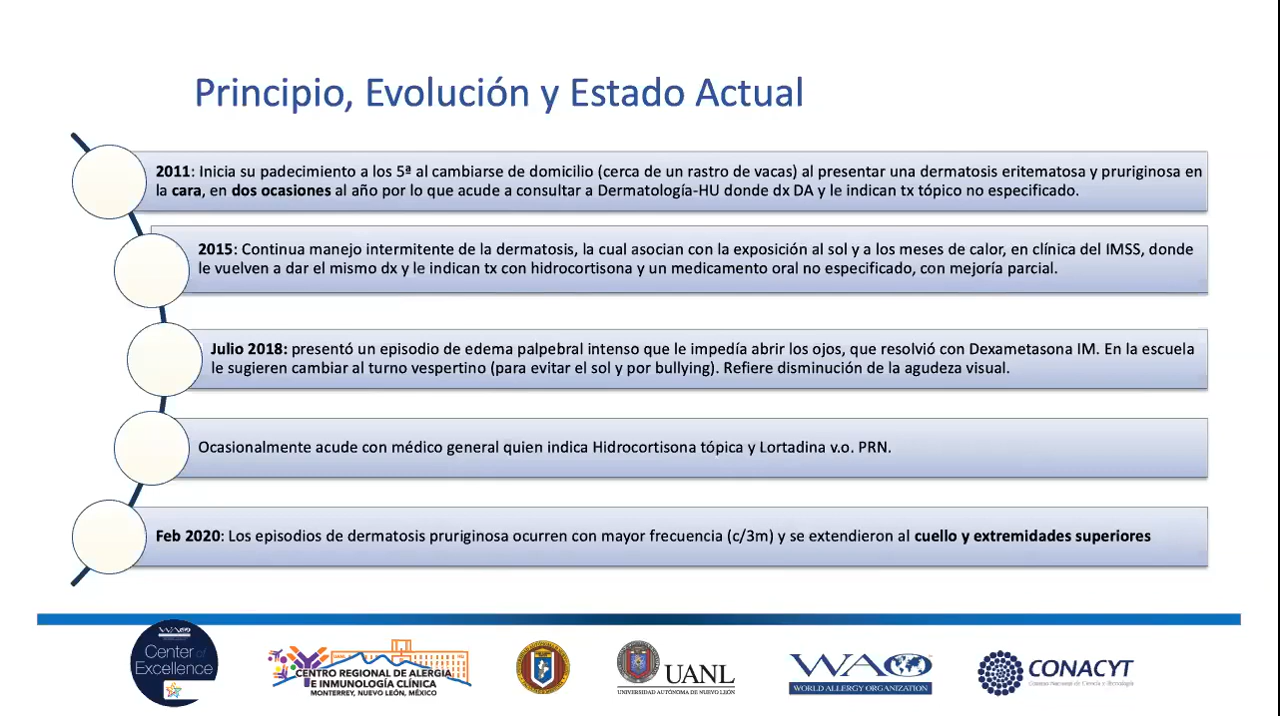 Principio, Evolución y Estado Actual
2011: Inicia su padecimiento a los 5ª al cambiarse de domicilio (cerca de un rastro de vacas) al presentar una dermatosis eritematosa y pruriginosa en
la cara, en dos ocasiones al año por lo que acude a consultar a Dermatología-HU donde dx DA y le indican tx tópico no especificado.
2015: Continua manejo intermitente de la dermatosis, la cual asocian con la exposición al sol y a los meses de calor, en clínica del IMSS, donde
le vuelven a dar el mismo dx y le indican tx con hidrocortisona y un medicamento oral no especificado, con mejoría parcial.
Julio 2018: presentó un episodio de edema palpebral intenso que le impedía abrir los ojos, que resolvió con Dexametasona IM. En la escuela
le sugieren cambiar al turno vespertino (para evitar el sol y por bullying). Refiere disminución de la agudeza visual.
Ocasionalmente acude con médico general quien indica Hidrocortisona tópica y Lortadina v.o. PRN.
Feb 2020: Los episodios de dermatosis pruriginosa ocurren con mayor frecuencia (c/3m) y se extendieron al cuello y extremidades superiores
WAO
Center of
Excellence
CENTRO REGIONAL DE ALERGIA
E INMUNOLOGÍA CLÍNICA
MONTERREY, NUEVO LEÓN, MÉXICO
UANL
UNIVERSIDAD AUTÓNOMA DE NUEVO LEÓN
WAO
WORLD ALLERGY ORGANIZATION
CONACYT
Consejo Nacional de Ciencia y Tecnología